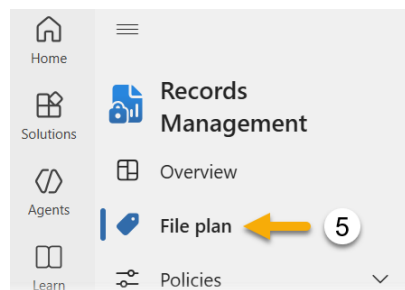 Home
Solutions
Agents
Learn
Records
Management
Overview
File plan
5
Policies